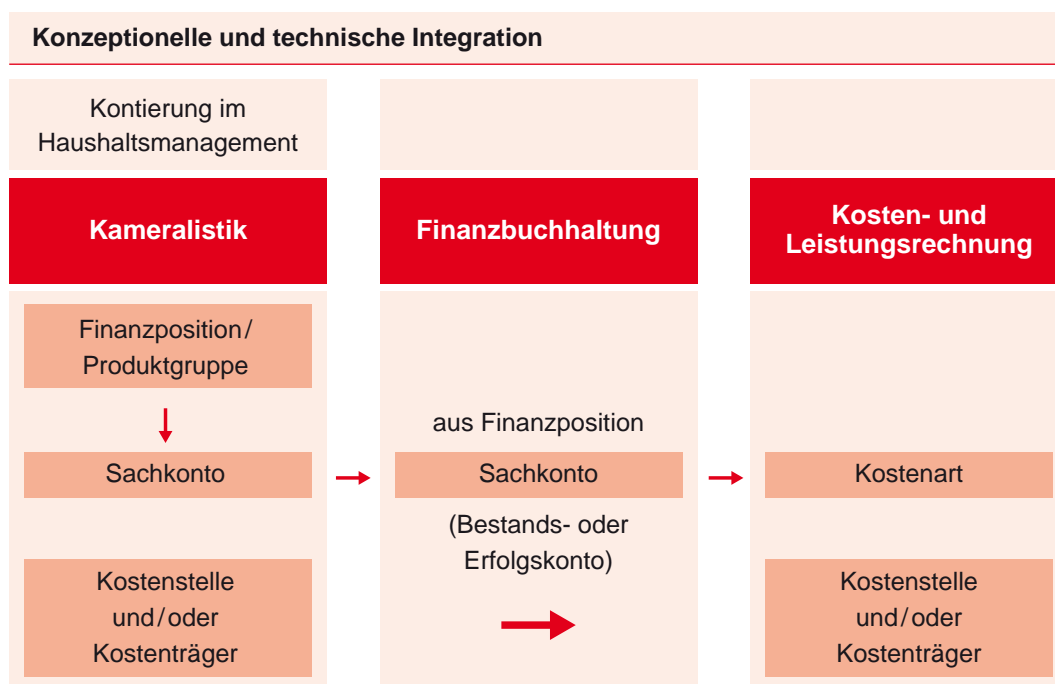 Konzeptionelle und technische Integration
Kontierung im
Haushaltsmanagement
Kameralistik
Finanzposition/
Produktgruppe
Sachkonto
Kostenstelle
und/oder
Kostenträger
Finanzbuchhaltung
aus Finanzposition
Sachkonto
(Bestands- oder
Erfolgskonto)
Kosten- und
Leistungsrechnung
Kostenart
Kostenstelle
und/oder
Kostenträger